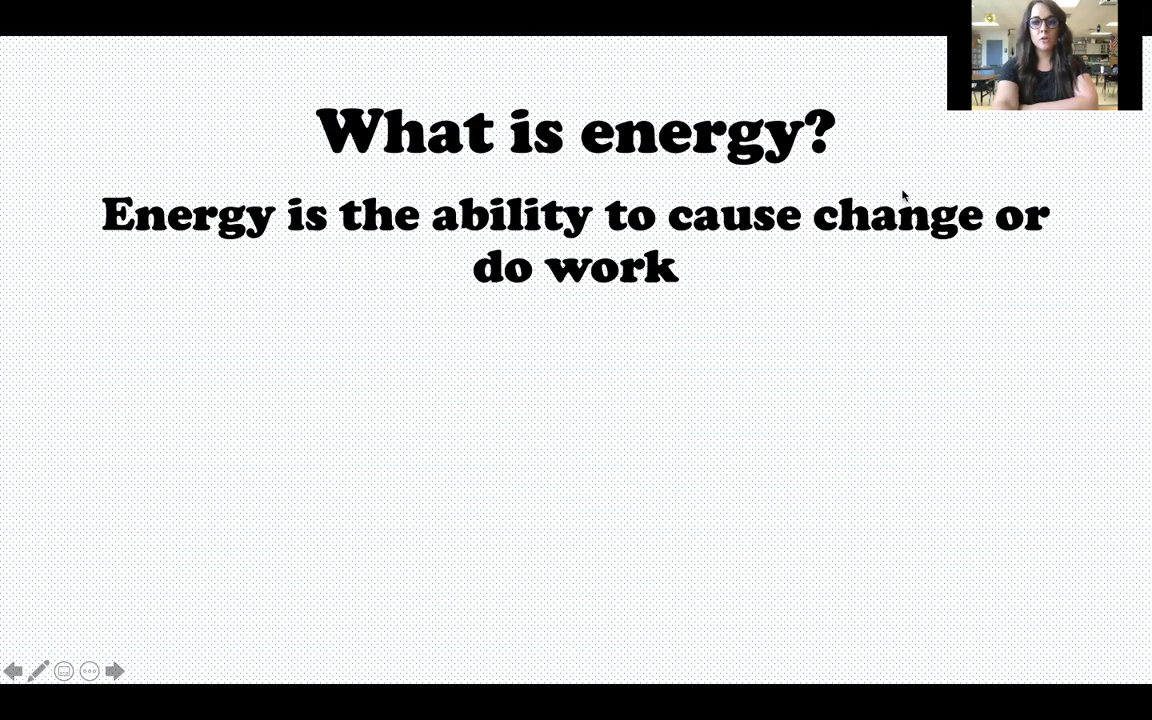 What is energy?
Energy is the ability to cause change or
do work